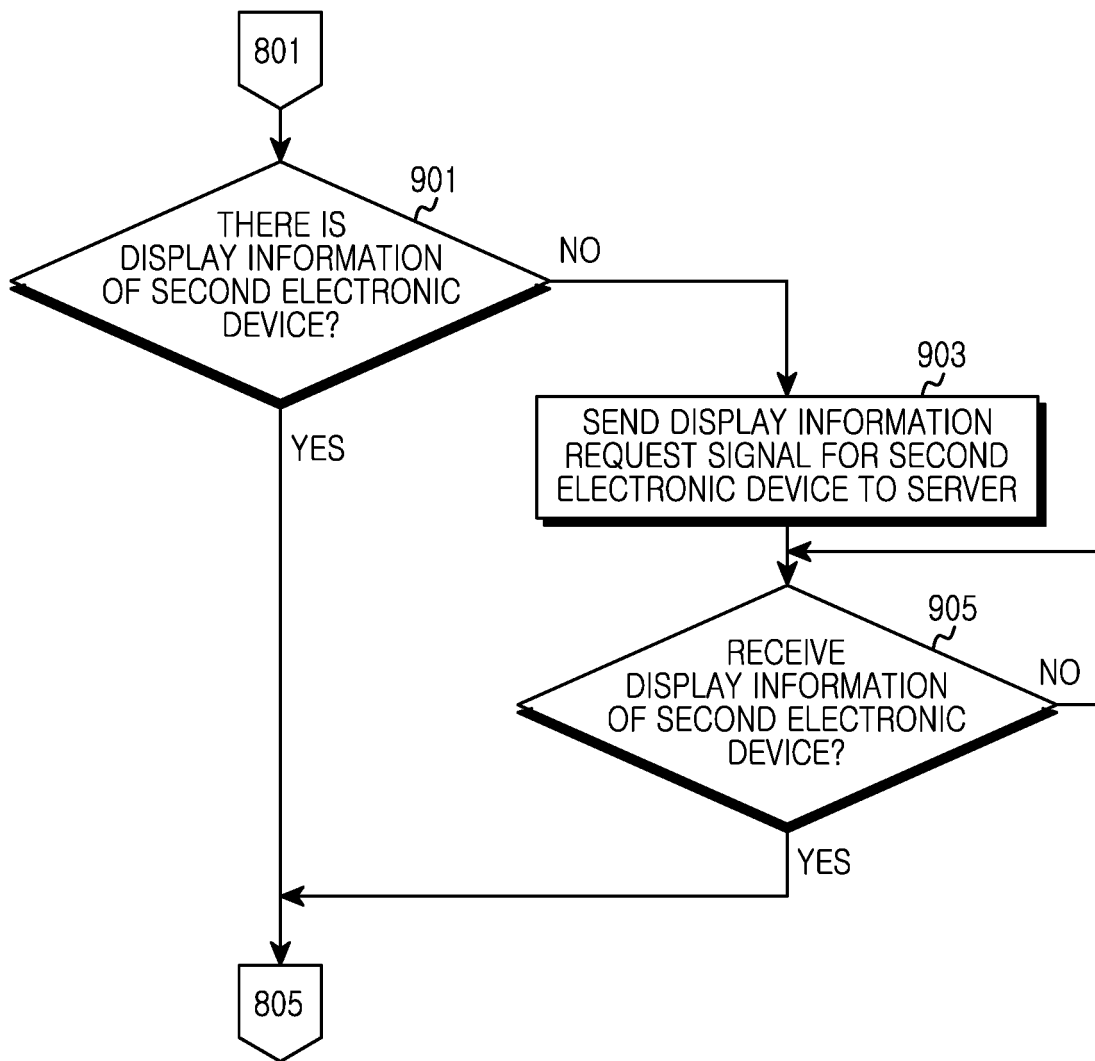 801
901
THERE IS
DISPLAY INFORMATION
OF SECOND ELECTRONIC
DEVICE?
NO
YES
903
SEND DISPLAY INFORMATION
REQUEST SIGNAL FOR SECOND
ELECTRONIC DEVICE TO SERVER
905
RECEIVE
DISPLAY INFORMATION
OF SECOND ELECTRONIC
DEVICE?
NO
YES
805